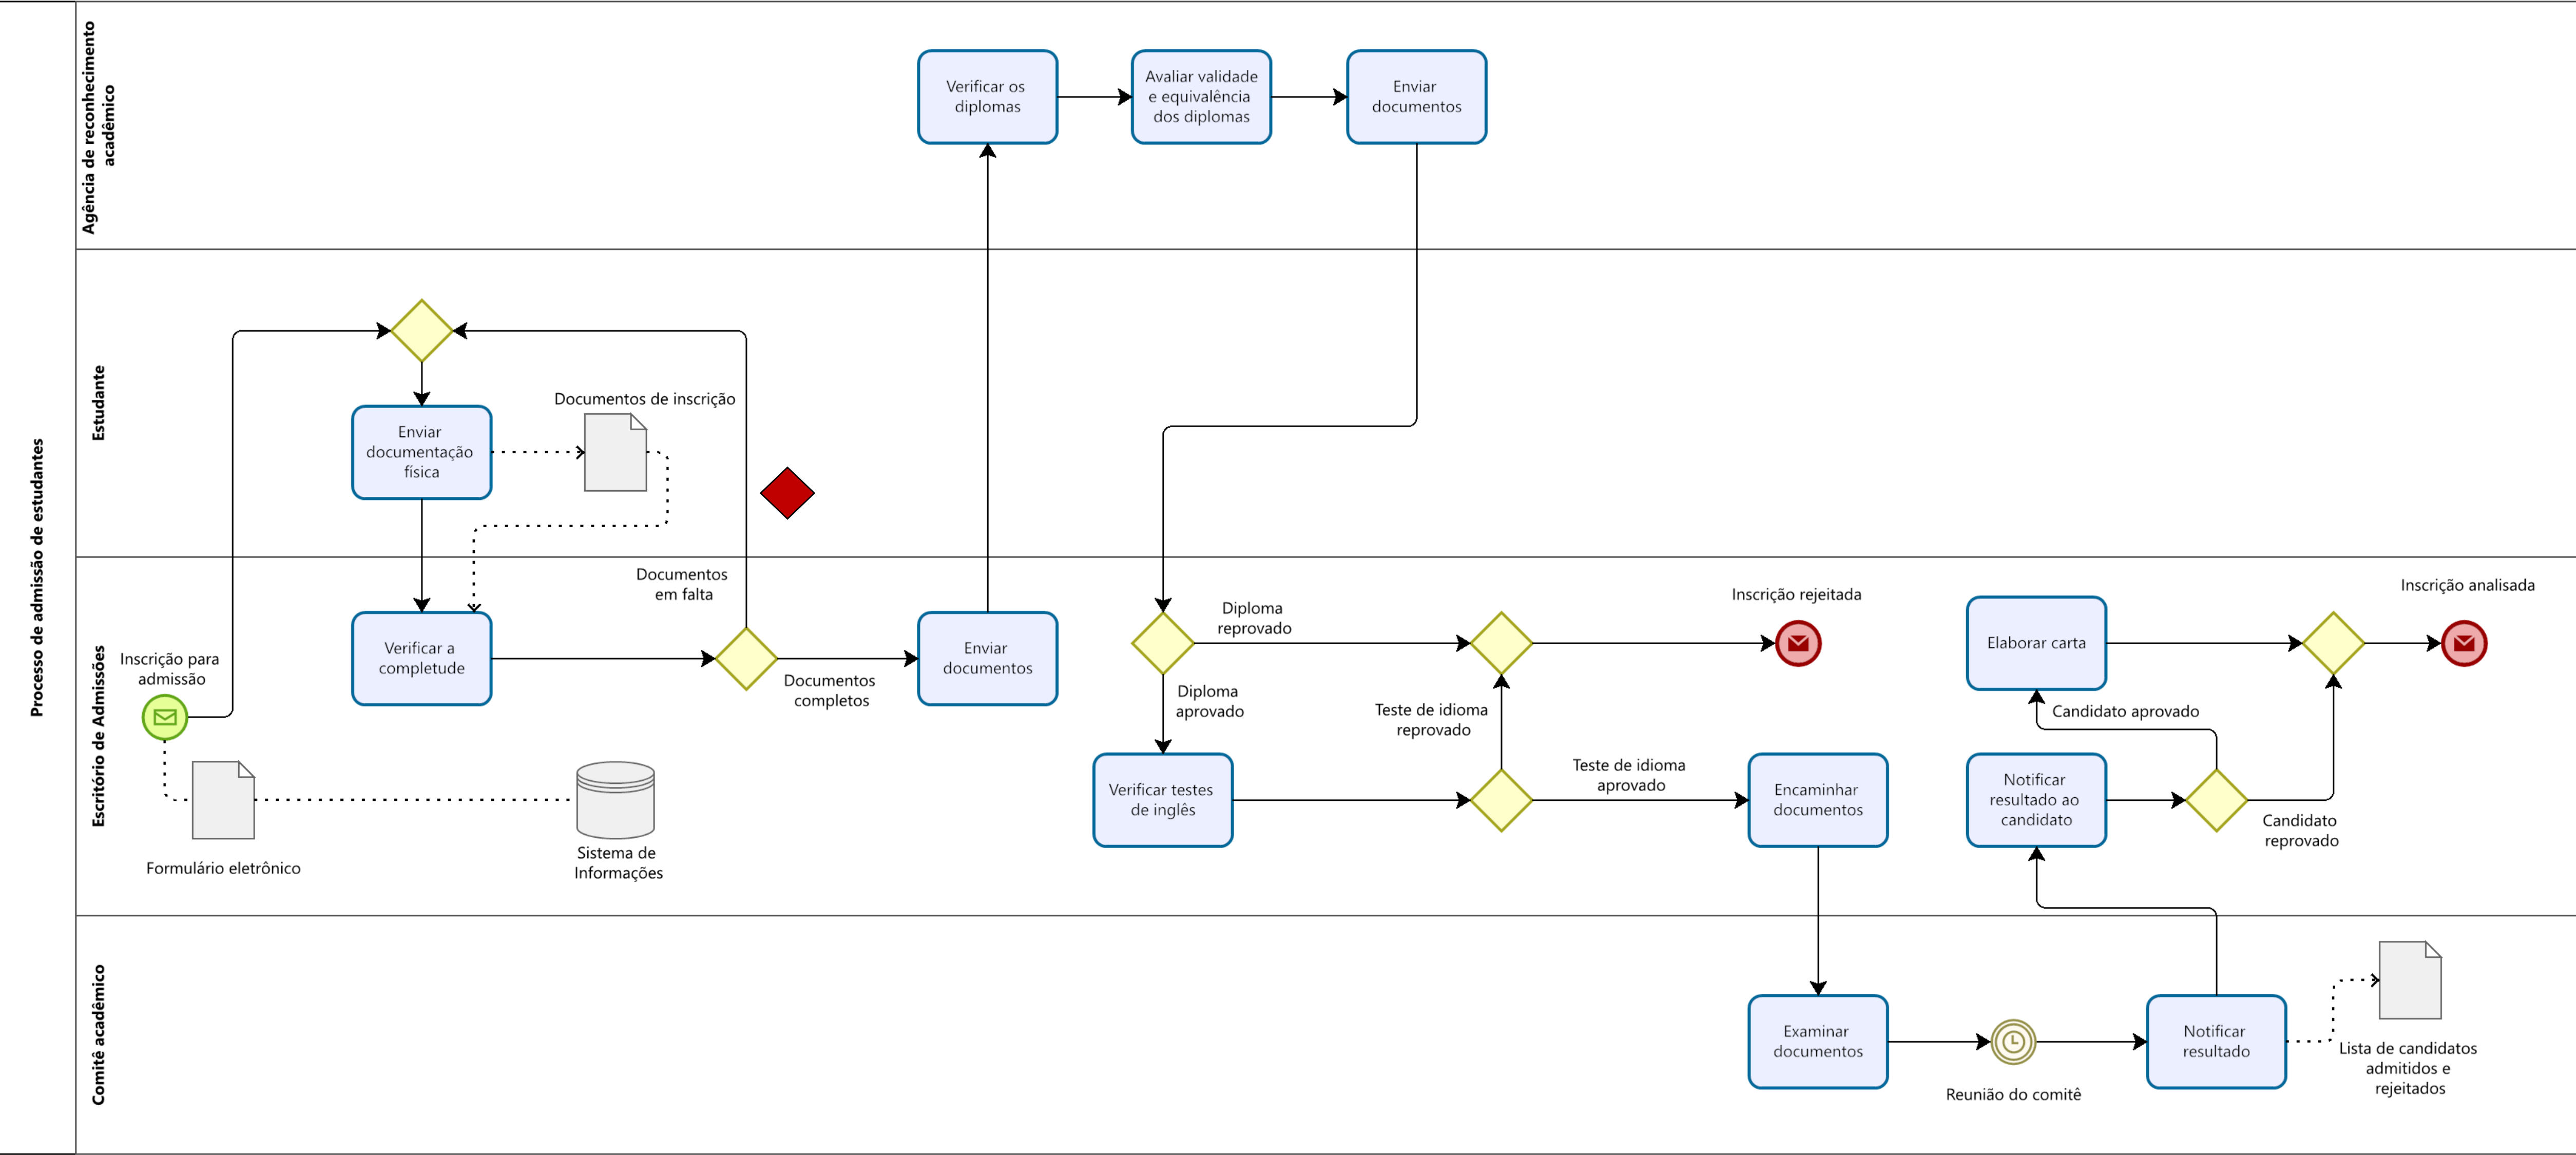 Processo de admissão de estudantes
Agência de reconhecimento
acadêmico
Verificar os
diplomas
Avaliar validade
e equivalência
dos diplomas
Enviar
documentos
Estudante
Documentos de inscrição
Enviar
documentação
física
Escritório de Admissões
Documentos
em falta
Inscrição para
admissão
Verificar a
completude
Documentos
completos
Enviar
documentos
Formulário eletrônico
Sistema de
Informações
Diploma
reprovado
Diploma
aprovado
Verificar testes
de inglês
Teste de idioma
reprovado
Teste de idioma
aprovado
Inscrição rejeitada
Encaminhar
documentos
Elaborar carta
Candidato aprovado
Notificar
resultado ao
candidato
Candidato
reprovado
Inscrição analisada
Comitê acadêmico
Examinar
documentos
Reunião do comitê
Notificar
resultado
Lista de candidatos
admitidos e
rejeitados